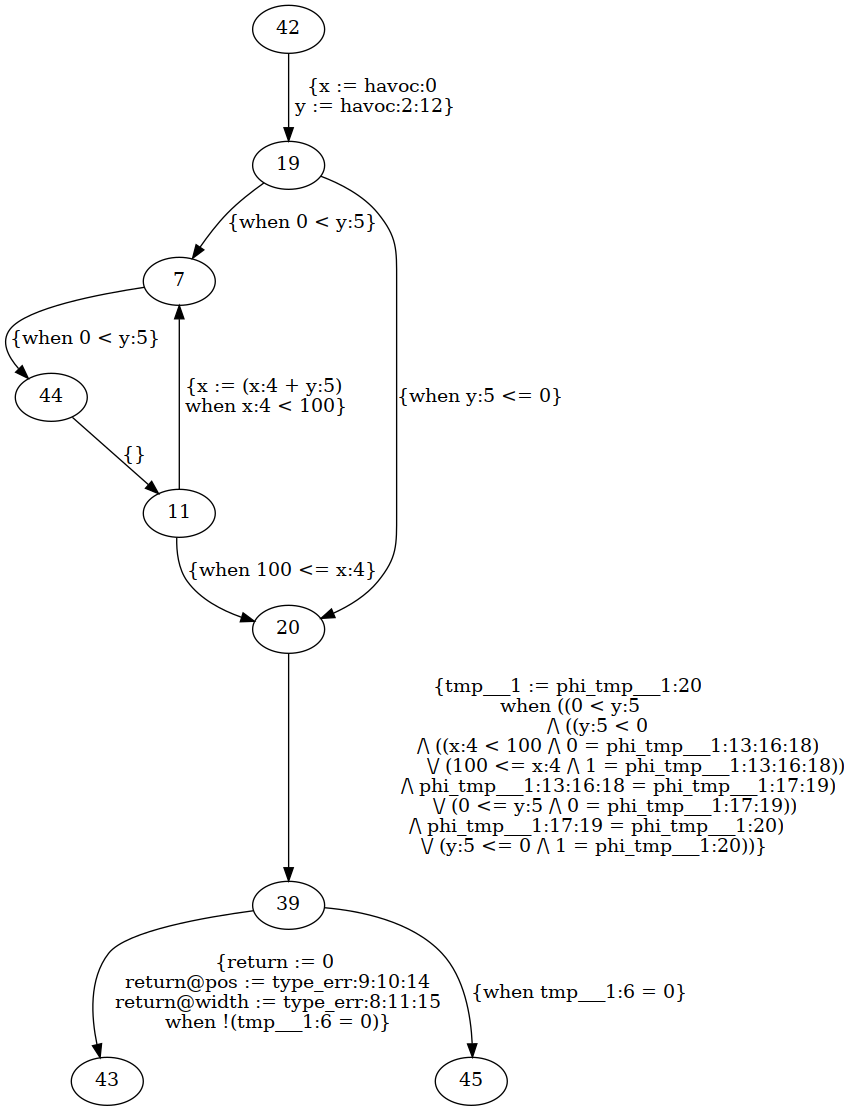 42
{x := havoc:0
y := havoc:2:12}
19
{when 0 < y:5}
7
{when 0 < y:5}
44
{x := (x:4 + y:5)
when x:4 < 100}
{when y:5 <= 0}
{}
11
{when 100 <= x:4}
20
{tmp___1 := phi_tmp___1:20
when ((0 < y:5
/\ ((y:5 < 0
/\ ((x:4 < 100 /\ 0 = phi_tmp___1:13:16:18)
\/ (100 <= x:4 /\ 1 = phi_tmp___1:13:16:18))
/\ phi_tmp___1:13:16:18 = phi_tmp___1:17:19)
\/ (0 <= y:5 /\ 0 = phi_tmp___1:17:19))
/\ phi_tmp___1:17:19 = phi_tmp___1:20)
\/ (y:5 <= 0 /\ 1 = phi_tmp___1:20))}
39
{return := 0
return@pos := type_err:9:10:14
return@width := type_err:8:11:15
when !(tmp___1:6 = 0)}
{when tmp___1:6 = 0}
43
45